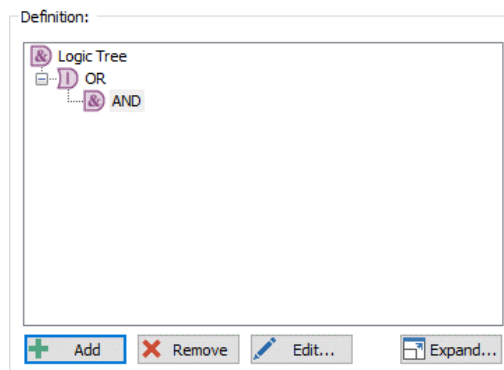 Definition:
& Logic Tree
OR
& AND
Add Remove Edit... Expand...